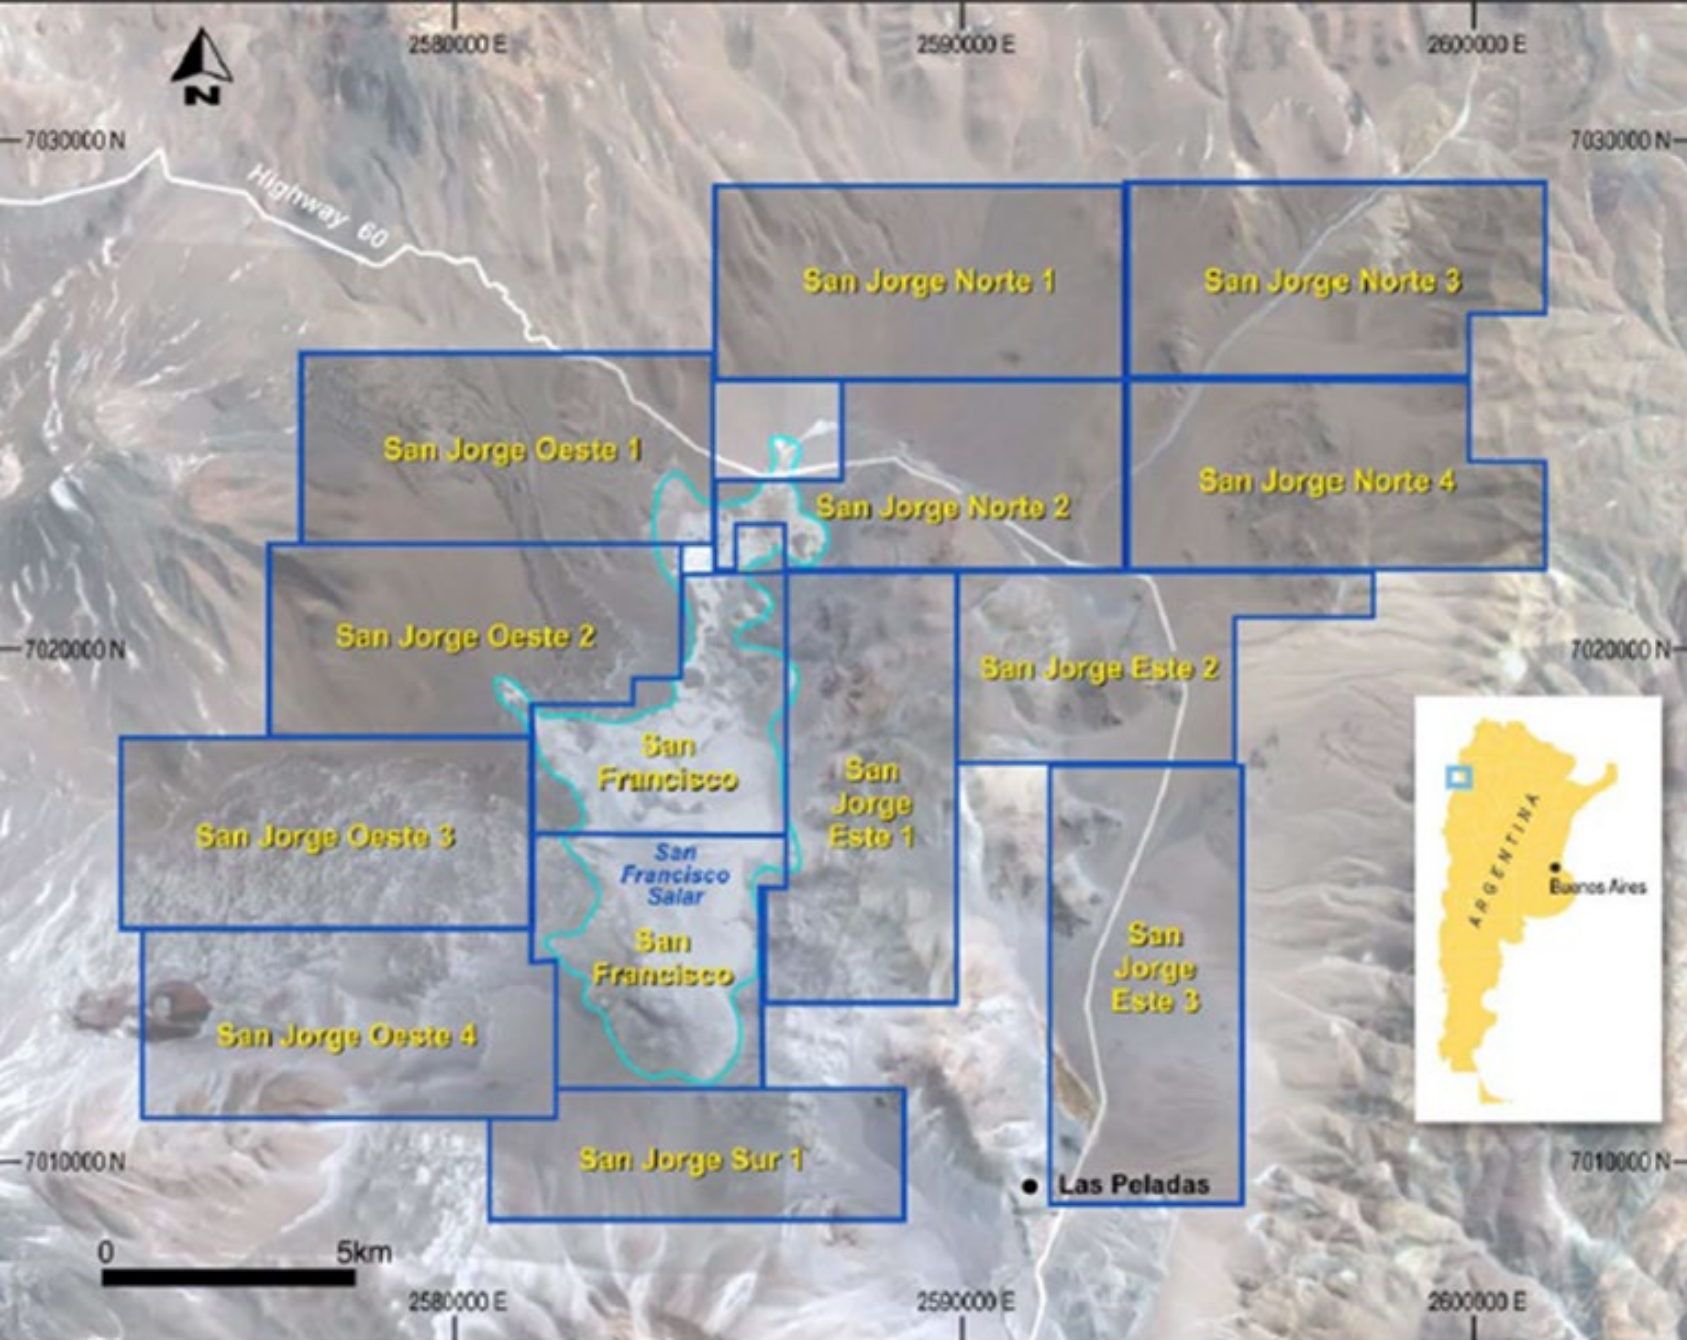 2580000 E
2590000 E
2600000 E
N
7030000 N
7030000 N
Highway 60
San Jorge Norte 1
San Jorge Norte 3
San Jorge Oeste 1
San Jorge Norte 4
San Jorge Norte 2
San Jorge Oeste 2
7020000 N
7020000 N
San Jorge Este 2
San
Francisco
San
Jorge
Este 1
San Jorge Oeste 3
San
Francisco
Salar
San
Francisco
ARGENTINA
Buenos Aires
San
Jorge
Este 3
San Jorge Oeste 4
San Jorge Sur 1
7010000 N
7010000 N
Las Peladas
0
5km
2580000 E
2590000 E
2600000 E